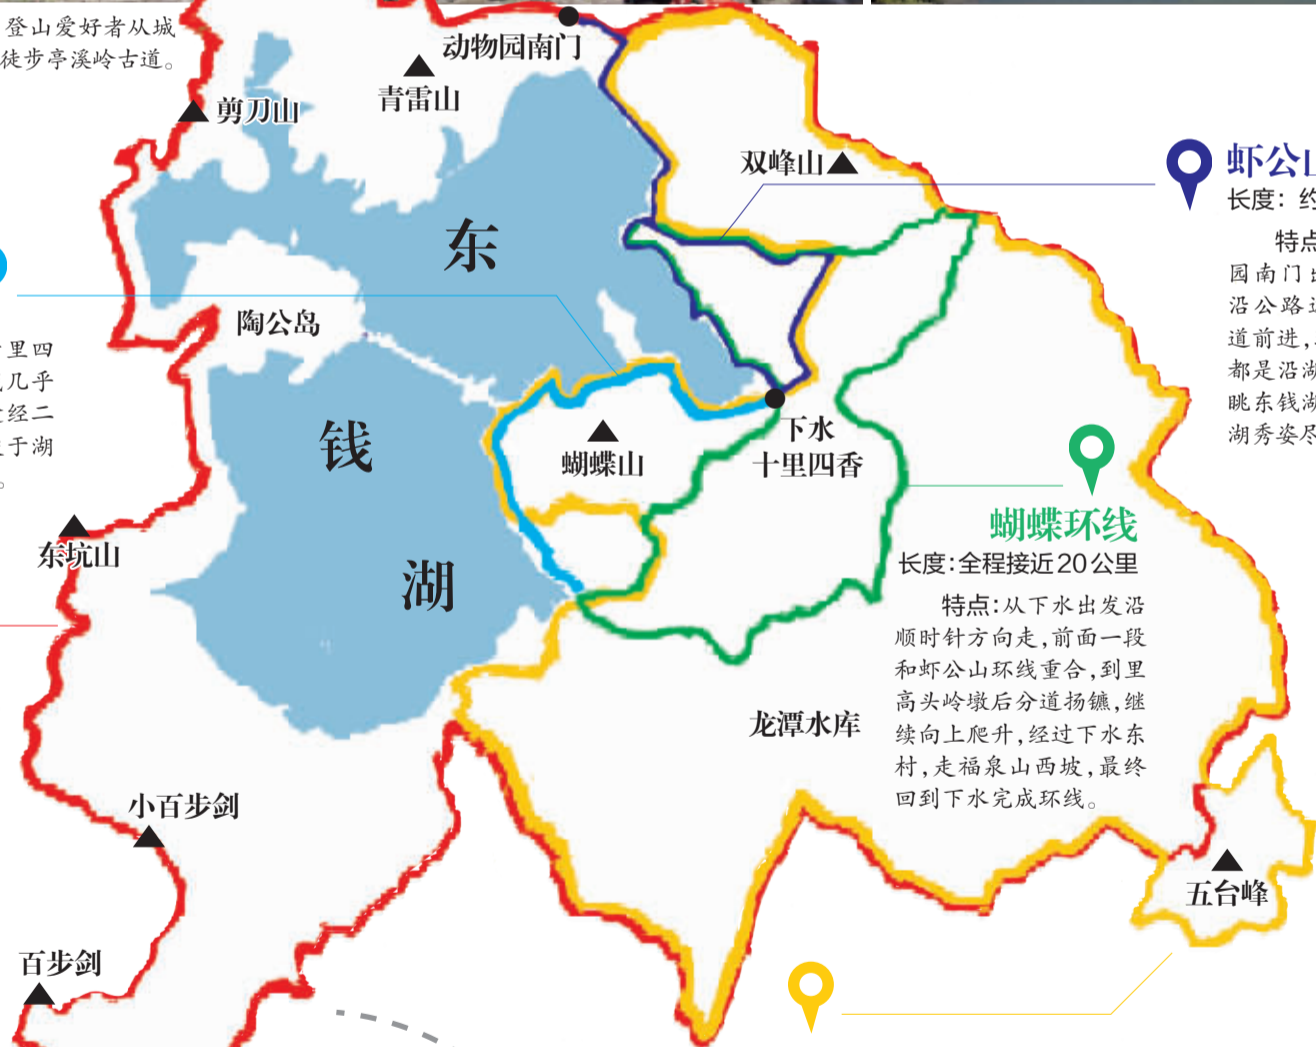 登山爱好者从城
徒步亭溪岭古道。
动物园南门
青雷山
剪刀山
双峰山
虾公山
长度：约
特点
园南门出
沿公路
道前进，
都是沿湖
眺东钱湖
湖秀姿尽
东
陶公岛
里四
几乎
经二
于湖
。
钱
蝴蝶山
下水
十里四香
蝴蝶环线
长度：全程接近20公里
特点：从下水出发沿
顺时针方向走，前面一段
和虾公山环线重合，到里
高头岭墩后分道扬镳，继
续向上爬升，经过下水东
村，走福泉山西坡，最终
回到下水完成环线。
东坑山
湖
龙潭水库
小百步剑
五台峰
百步剑